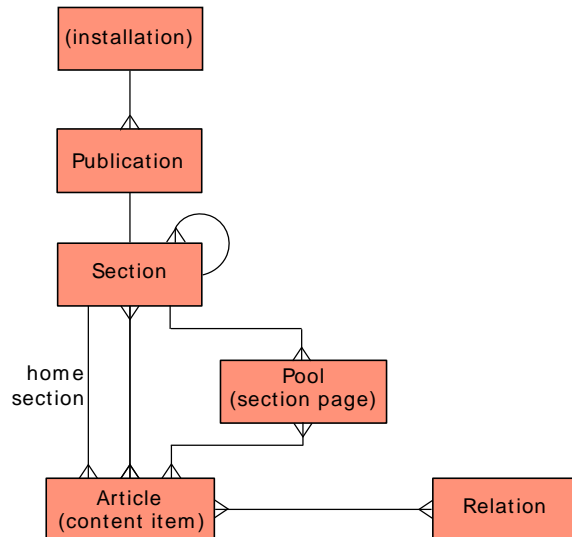 (installation)
Publication
Section
home
section
Pool
(section page)
Article
(content item)
Relation